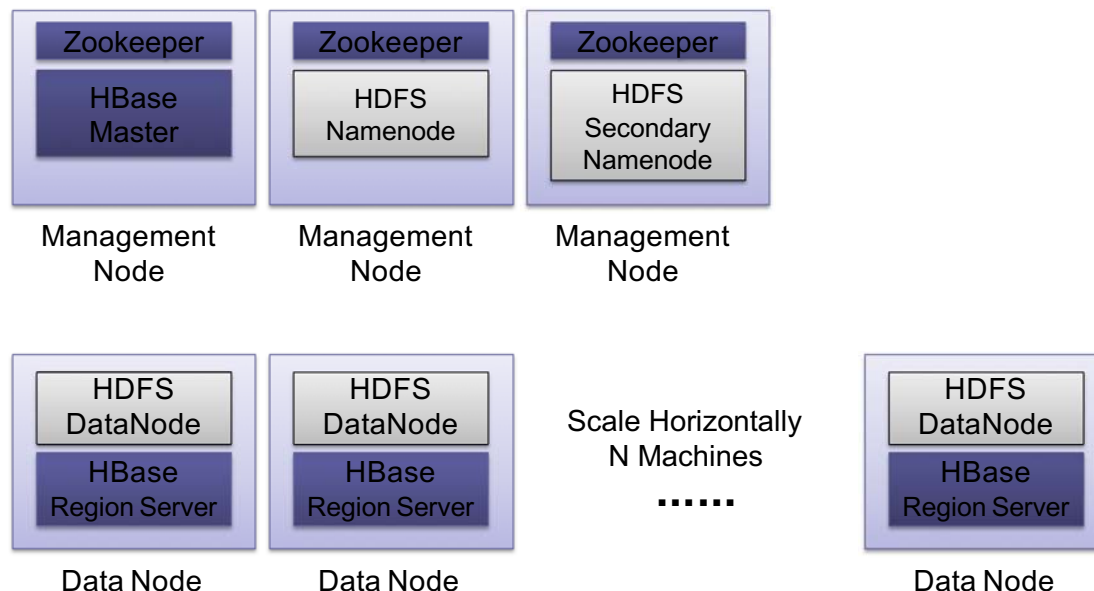 Zookeeper
HBase
Master
Management
Node
Zookeeper
HDFS
Namenode
Management
Node
Zookeeper
HDFS
Secondary
Namenode
Management
Node
HDFS
DataNode
HBase
Region Server
Data Node
HDFS
DataNode
HBase
Region Server
Data Node
Scale Horizontally
N Machines
......
HDFS
DataNode
HBase
Region Server
Data Node